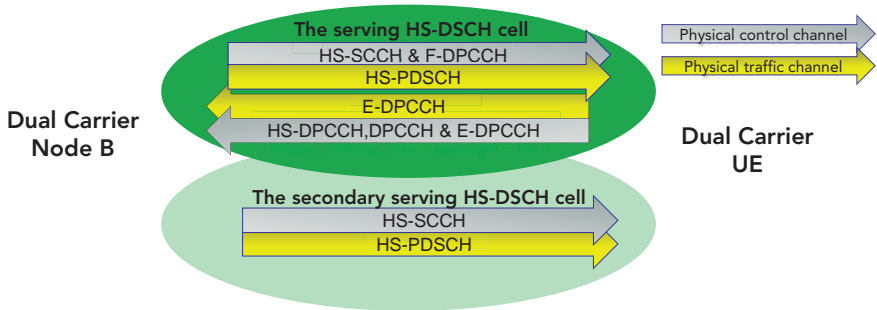 The serving HS-DSCH cell
HS-SCCH & F-DPCCH
HS-PDSCH
E-DPCCH
HS-DPCCH,DPCCH & E-DPCCH
Physical control channel
Physical traffic channel
Dual Carrier
Node B
Dual Carrier
UE
The secondary serving HS-DSCH cell
HS-SCCH
HS-PDSCH